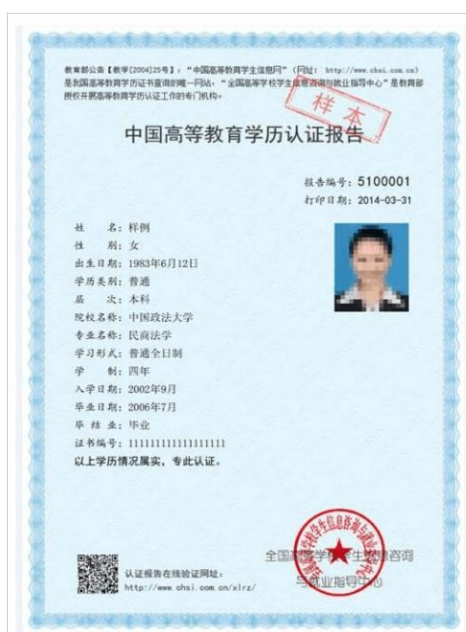 教育部公告【教学[2004]25号】："中国高等教育学生信息网"（网址： http://www.chsi.com.cn）
是我国高等教育学历证书查询的唯一网站。"全国高等学校学生信息咨询与就业指导中心"是教育部
授权开展高等教育学历认证工作的专门机构。
样本
中国高等教育学历认证报告
报告编号：5100001
打印日期：2014-03-31
姓 名：样例
性 别：女
出生日期：1983年6月12日
学历类别：普通
层 次：本科
院校名称：中国政法大学
专业名称：民商法学
学习形式：普通全日制
学 制：四年
入学日期：2002年9月
毕业日期：2006年7月
毕 结 业：毕业
证书编号：111111111111111111
以上学历情况属实，专此认证。
全国高等学校学生信息咨询
与就业指导中心
认证报告在线验证网址：
http://www.chsi.com.cn/xlrz/